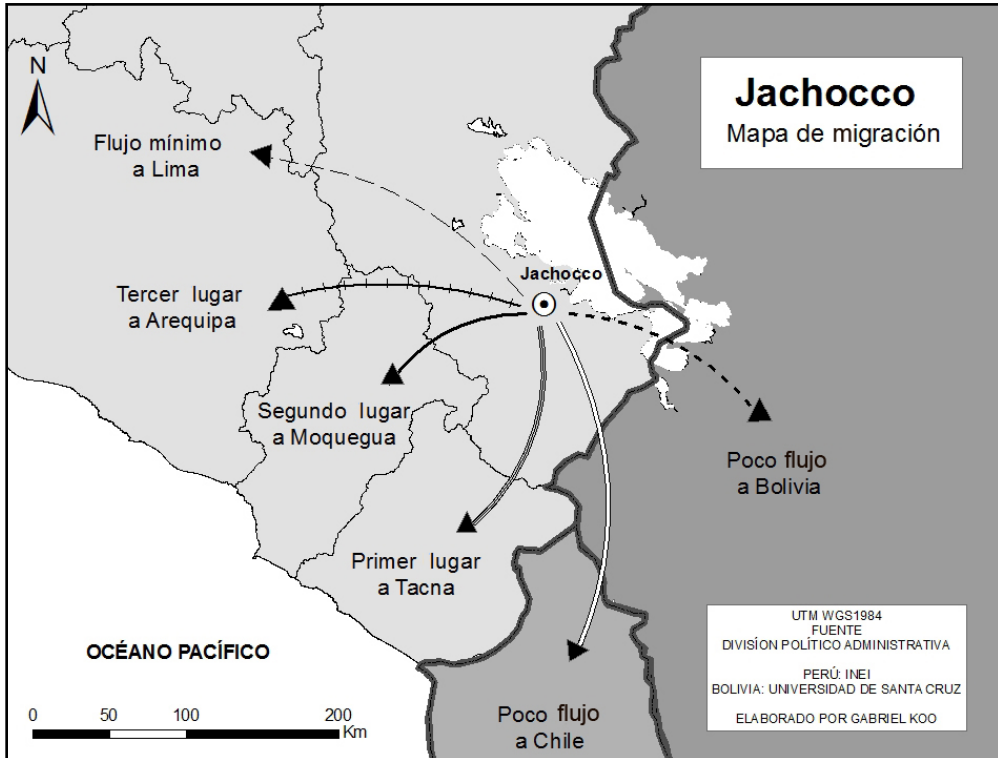 N
Jachocco
Mapa de migración
Flujo mínimo
a Lima
Jachocco
Tercer lugar
a Arequipa
Segundo lugar
a Moquegua
Poco flujo
a Bolivia
Primer lugar
a Tacna
OCÉANO PACÍFICO
Poco flujo
a Chile
0 50 100 200
Km
UTM WGS1984
FUENTE
DIVISÍON POLÍTICO ADMINISTRATIVA
PERÚ: INEI
BOLIVIA: UNIVERSIDAD DE SANTA CRUZ
ELABORADO POR GABRIEL KOO